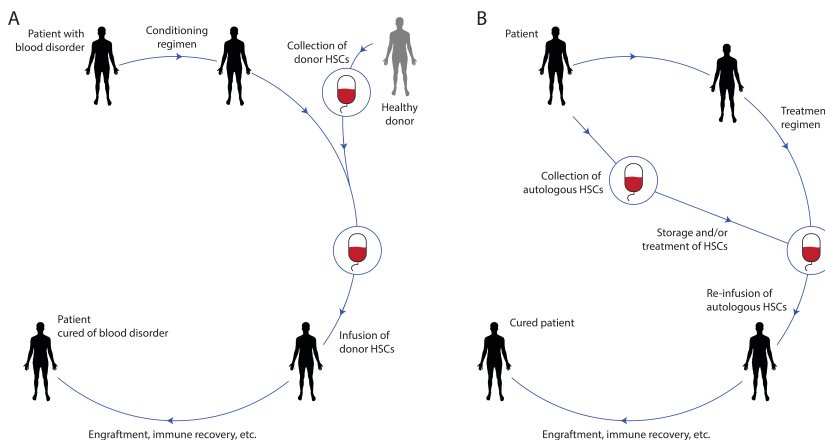 A
Patient with
blood disorder
Conditioning
regimen
Collection of
donor HSCs
Healthy
donor
Infusion of
donor HSCs
Patient
cured of blood disorder
Engraftment, immune recovery, etc.
B
Patient
Treatmen
regimen
Collection of
autologous HSCs
Storage and/or
treatment of HSCs
Re-infusion of
autologous HSCs
Cured patient
Engraftment, immune recovery, etc.